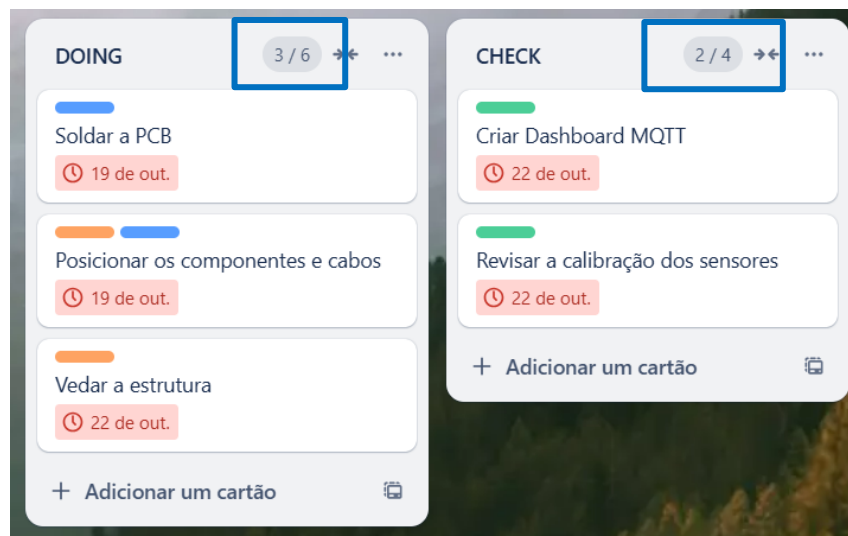 DOING 3 / 6
Soldar a PCB
19 de out.
Posicionar os componentes e cabos
19 de out.
Vedar a estrutura
22 de out.
+ Adicionar um cartão
CHECK 2 / 4
Criar Dashboard MQTT
22 de out.
Revisar a calibração dos sensores
22 de out.
+ Adicionar um cartão